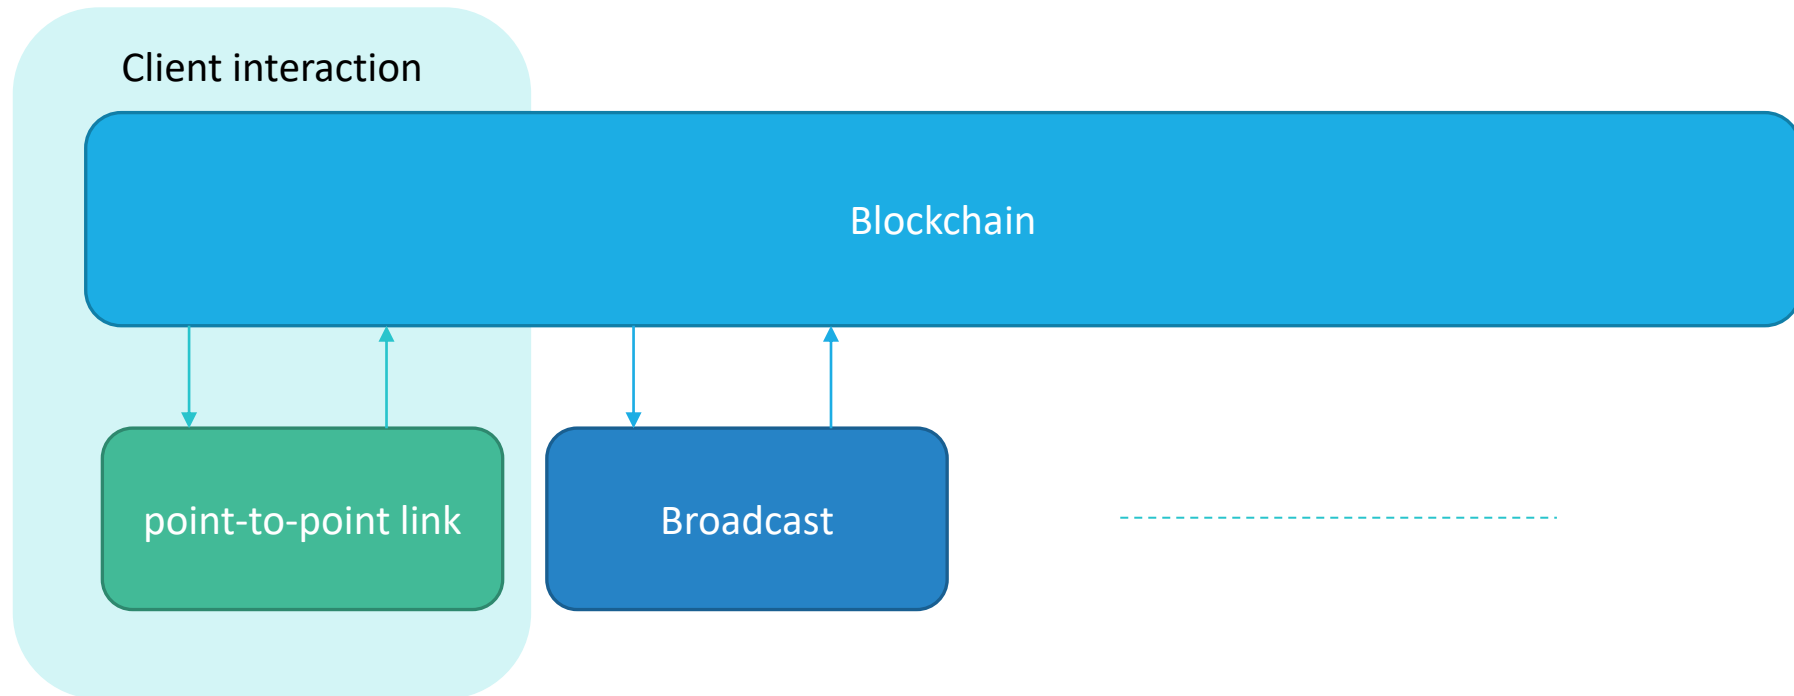 Client interaction
Blockchain
point-to-point link
Broadcast